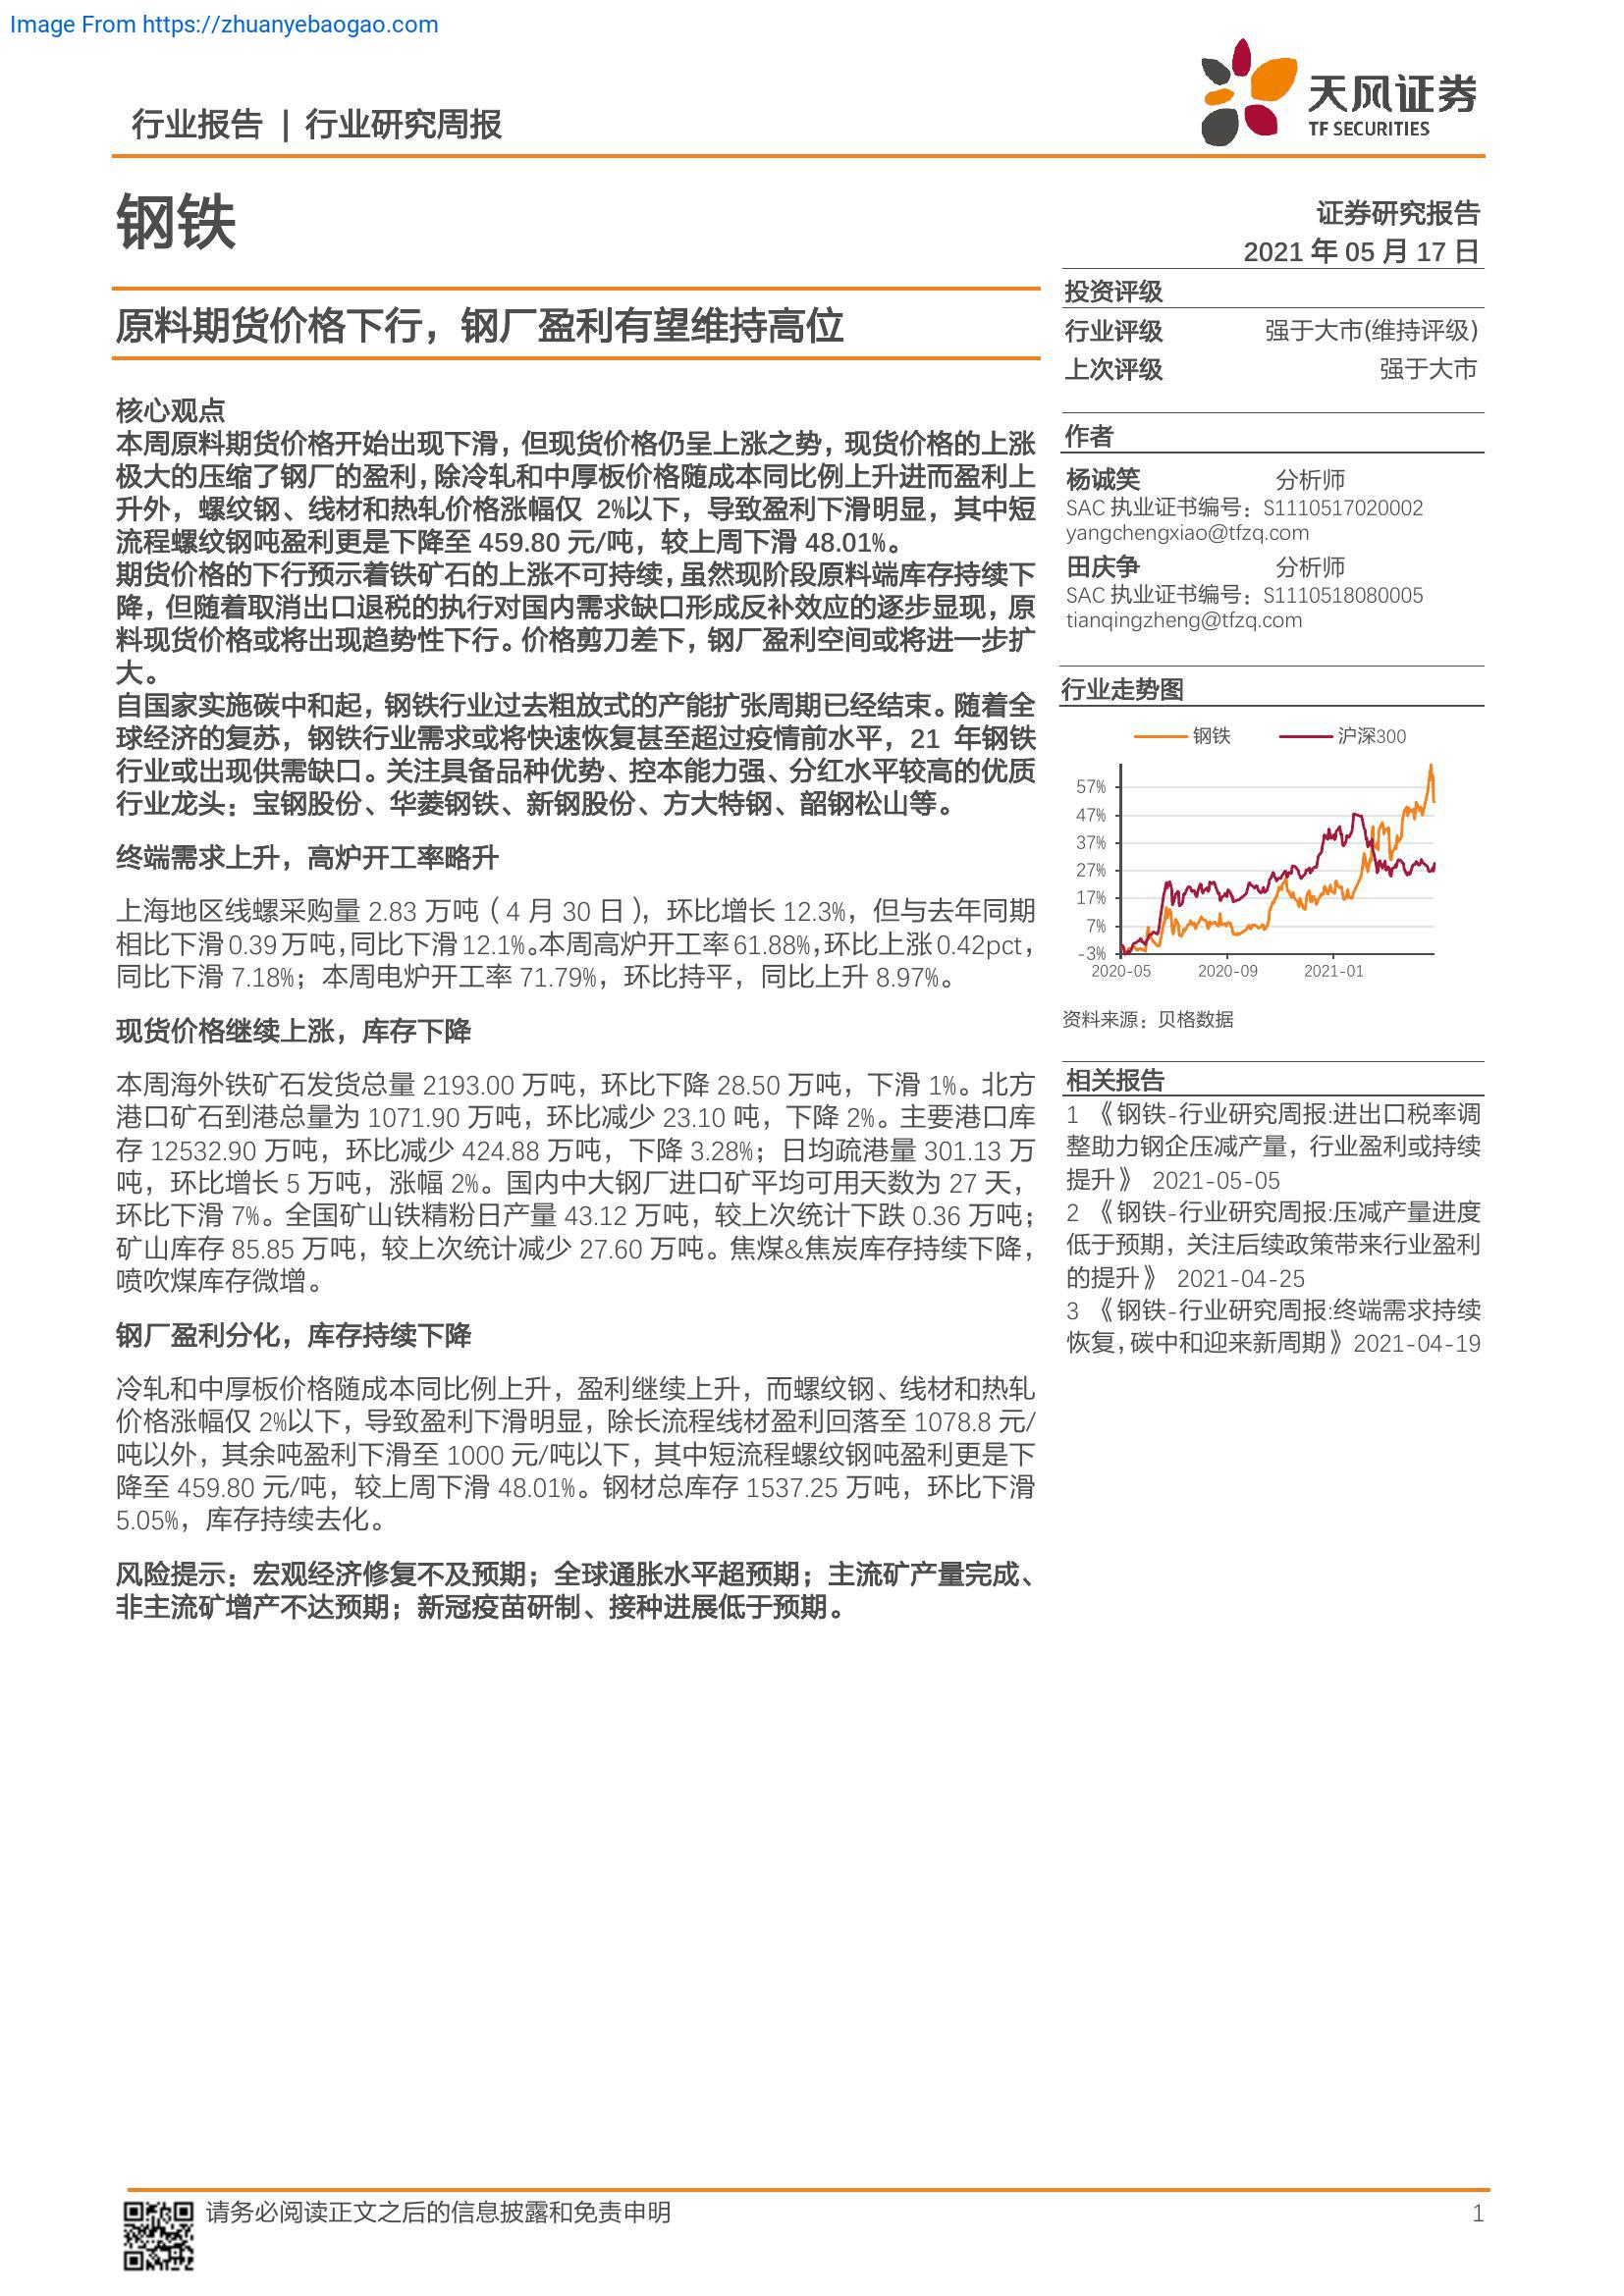 Image From https://zhuanyebaogao.com
行业报告 | 行业研究周报
天风证券
TF SECURITIES
钢铁
证券研究报告
2021 年 05 月 17 日
原料期货价格下行，钢厂盈利有望维持高位
核心观点
本周原料期货价格开始出现下滑，但现货价格仍呈上涨之势，现货价格的上涨
极大的压缩了钢厂的盈利，除冷轧和中厚板价格随成本同比例上升进而盈利上
升外，螺纹钢、线材和热轧价格涨幅仅 2%以下，导致盈利下滑明显，其中短
流程螺纹钢吨盈利更是下降至 459.80 元/吨，较上周下滑 48.01%。
期货价格的下行预示着铁矿石的上涨不可持续，虽然现阶段原料端库存持续下
降，但随着取消出口退税的执行对国内需求缺口形成反补效应的逐步显现，原
料现货价格或将出现趋势性下行。价格剪刀差下，钢厂盈利空间或将进一步扩
大。
自国家实施碳中和起，钢铁行业过去粗放式的产能扩张周期已经结束。随着全
球经济的复苏，钢铁行业需求或将快速恢复甚至超过疫情前水平，21 年钢铁
行业或出现供需缺口。关注具备品种优势、控本能力强、分红水平较高的优质
行业龙头：宝钢股份、华菱钢铁、新钢股份、方大特钢、韶钢松山等。
终端需求上升，高炉开工率略升
上海地区线螺采购量 2.83 万吨（4 月 30 日），环比增长 12.3%，但与去年同期
相比下滑 0.39 万吨，同比下滑 12.1%。本周高炉开工率 61.88%，环比上涨 0.42pct，
同比下滑 7.18%；本周电炉开工率 71.79%，环比持平，同比上升 8.97%。
现货价格继续上涨，库存下降
本周海外铁矿石发货总量 2193.00 万吨，环比下降 28.50 万吨，下滑 1%。北方
港口矿石到港总量为 1071.90 万吨，环比减少 23.10 吨，下降 2%。主要港口库
存 12532.90 万吨，环比减少 424.88 万吨，下降 3.28%；日均疏港量 301.13 万
吨，环比增长 5 万吨，涨幅 2%。国内中大钢厂进口矿平均可用天数为 27 天，
环比下滑 7%。全国矿山铁精粉日产量 43.12 万吨，较上次统计下跌 0.36 万吨；
矿山库存 85.85 万吨，较上次统计减少 27.60 万吨。焦煤&焦炭库存持续下降，
喷吹煤库存微增。
钢厂盈利分化，库存持续下降
冷轧和中厚板价格随成本同比例上升，盈利继续上升，而螺纹钢、线材和热轧
价格涨幅仅 2%以下，导致盈利下滑明显，除长流程线材盈利回落至 1078.8 元/
吨以外，其余吨盈利下滑至 1000 元/吨以下，其中短流程螺纹钢吨盈利更是下
降至 459.80 元/吨，较上周下滑 48.01%。钢材总库存 1537.25 万吨，环比下滑
5.05%，库存持续去化。
风险提示：宏观经济修复不及预期；全球通胀水平超预期；主流矿产量完成、
非主流矿增产不达预期；新冠疫苗研制、接种进展低于预期。
投资评级
行业评级 强于大市(维持评级)
上次评级 强于大市
作者
杨诚笑 分析师
SAC 执业证书编号：S1110517020002
yangchengxiao@tfzq.com
田庆争 分析师
SAC 执业证书编号：S1110518080005
tianqingzheng@tfzq.com
行业走势图
钢铁 沪深300
57%
47%
37%
27%
17%
7%
-3%
2020-05 2020-09 2021-01
资料来源：贝格数据
相关报告
1 《钢铁-行业研究周报:进出口税率调
整助力钢企压减产量，行业盈利或持续
提升》 2021-05-05
2 《钢铁-行业研究周报:压减产量进度
低于预期，关注后续政策带来行业盈利
的提升》 2021-04-25
3 《钢铁-行业研究周报:终端需求持续
恢复，碳中和迎来新周期》2021-04-19
请务必阅读正文之后的信息披露和免责申明 1